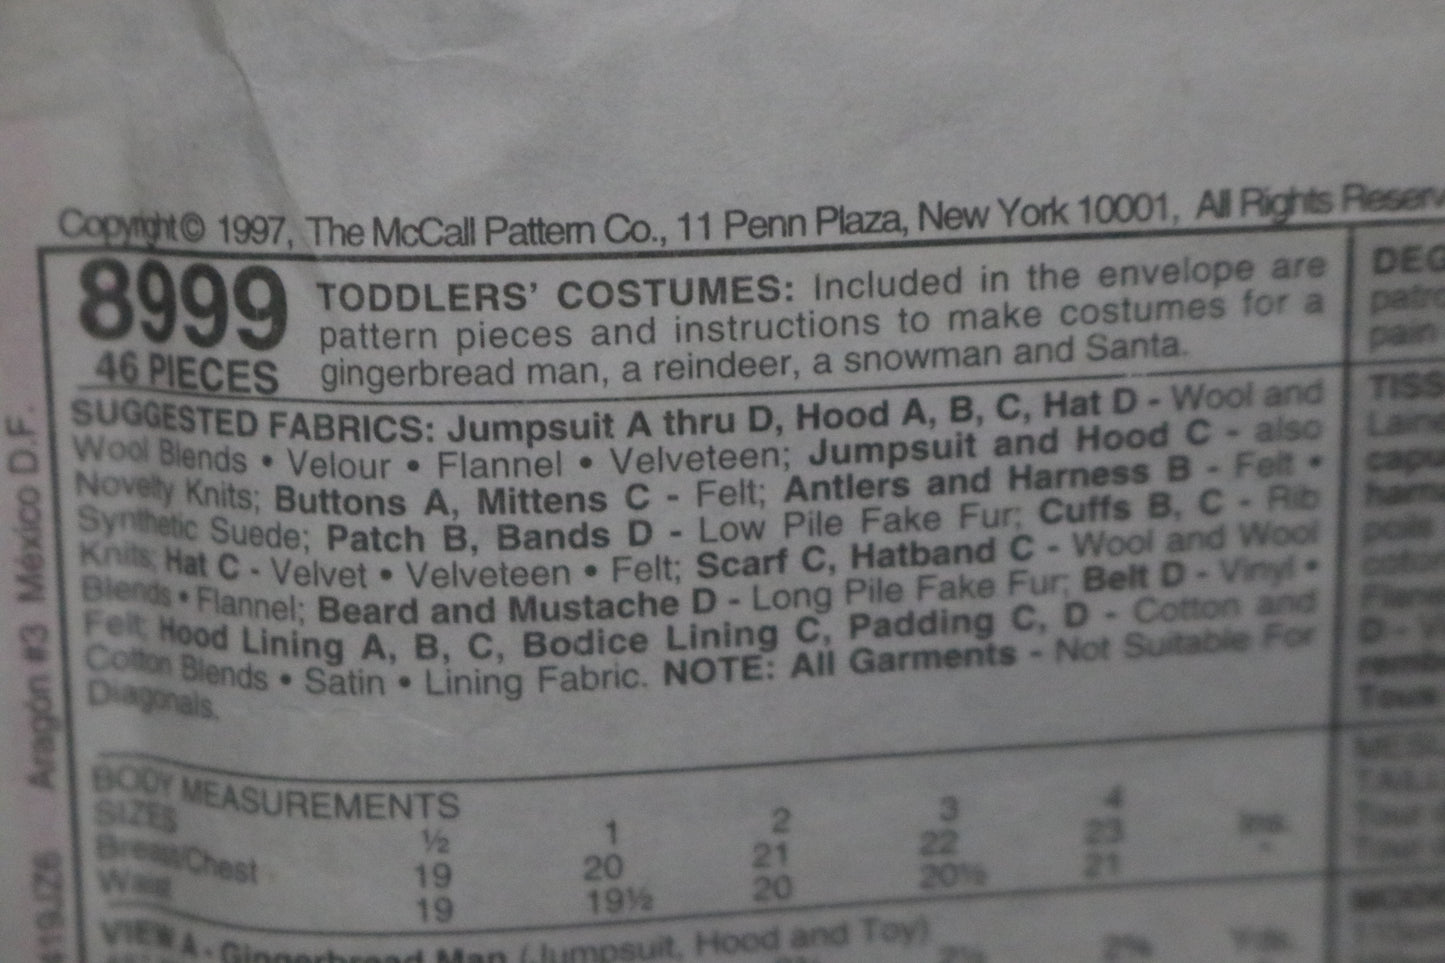 Copyright © 1997, The McCall Pattern Co., 11 Penn Plaza, New York 10001, All Rights
8999
46 PIECES
TODDLERS' COSTUMES: Included in the envelope are
pattern pieces and instructions to make costumes for a
gingerbread man, a reindeer, a snowman and Santa.
SUGGESTED FABRICS: Jumpsuit A thru D, Hood A, B, C, Hat D - Wool and
Wool Blends • Velour • Flannel • Velveteen; Jumpsuit and Hood C - also
Novelty Knits; Buttons A, Mittens C - Felt; Antlers and Harness B - Felt •
Synthetic Suede; Patch B, Bands D - Low Pile Fake Fur; Cuffs B, C - Rib
Knits; Hat C - Velvet • Velveteen • Felt; Scarf C, Hatband C - Wool and Wool
Blends • Flannel; Beard and Mustache D - Long Pile Fake Fur; Belt D - Vinyl •
Felt; Hood Lining A, B, C, Bodice Lining C, Padding C, D - Cotton and
Cotton Blends • Satin • Lining Fabric. NOTE: All Garments - Not Suitable For
Diagonals.
BODY MEASUREMENTS
SIZES ½ 1 2 3 4
Breast/Chest 19 20 21 22 23 Ins.
Waist 19 19½ 20 20½ 21 "
VIEW A - Gingerbread Man (Jumpsuit, Hood and Toy)
Aragón #3 México D.F.
TISS
capu